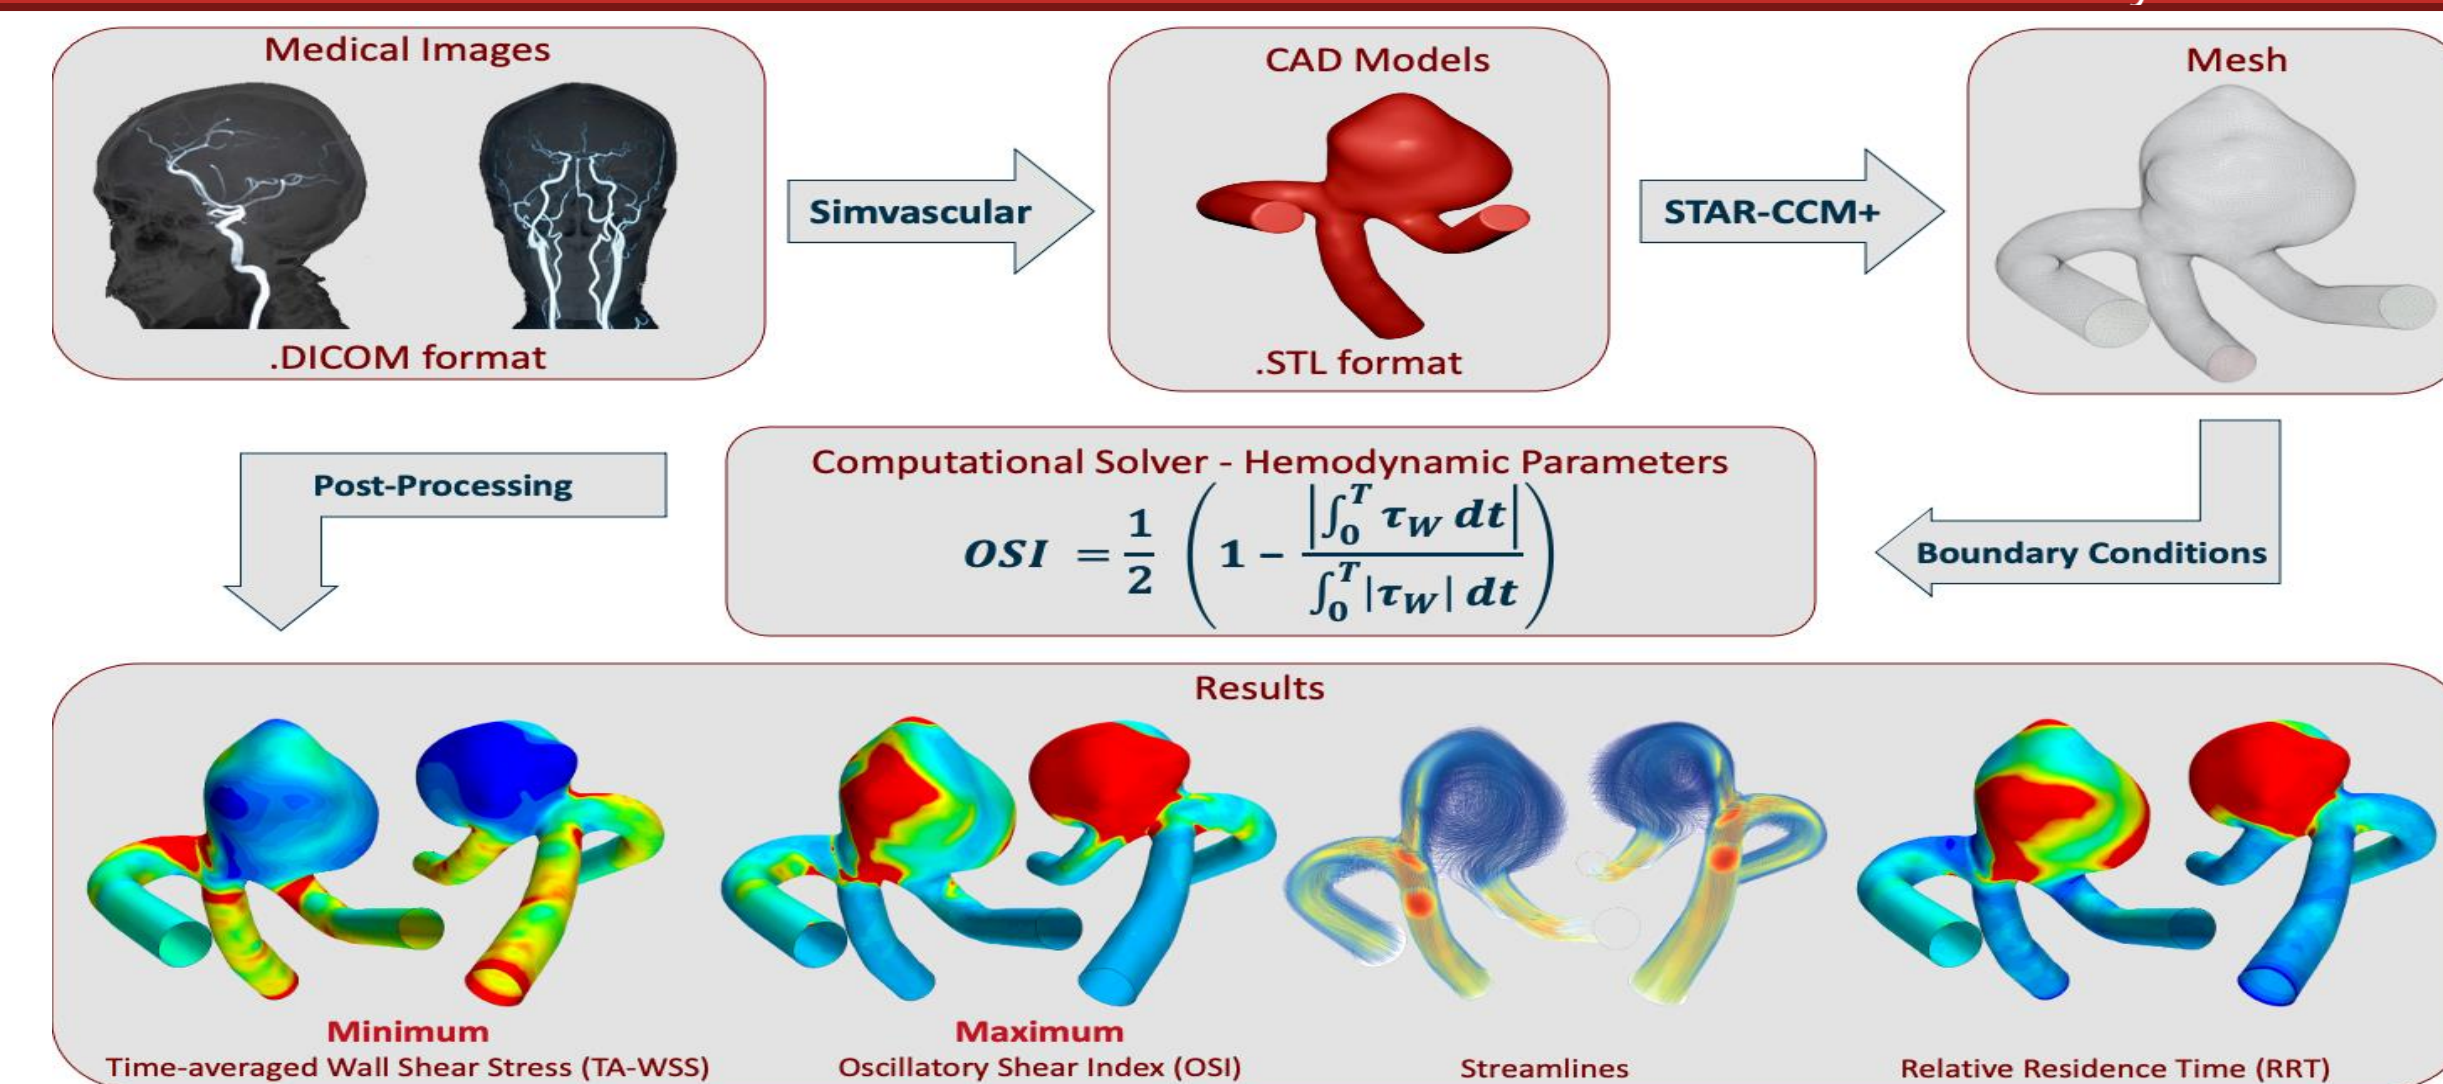 Medical Images
.DICOM format
Simvascular
CAD Models
.STL format
STAR-CCM+
Mesh
Boundary Conditions
Computational Solver - Hemodynamic Parameters
OSI = 1/2 (1 - |∫₀ᵀ τ_W dt| / ∫₀ᵀ |τ_W| dt)
Post-Processing
Results
Minimum
Time-averaged Wall Shear Stress (TA-WSS)
Maximum
Oscillatory Shear Index (OSI)
Streamlines
Relative Residence Time (RRT)